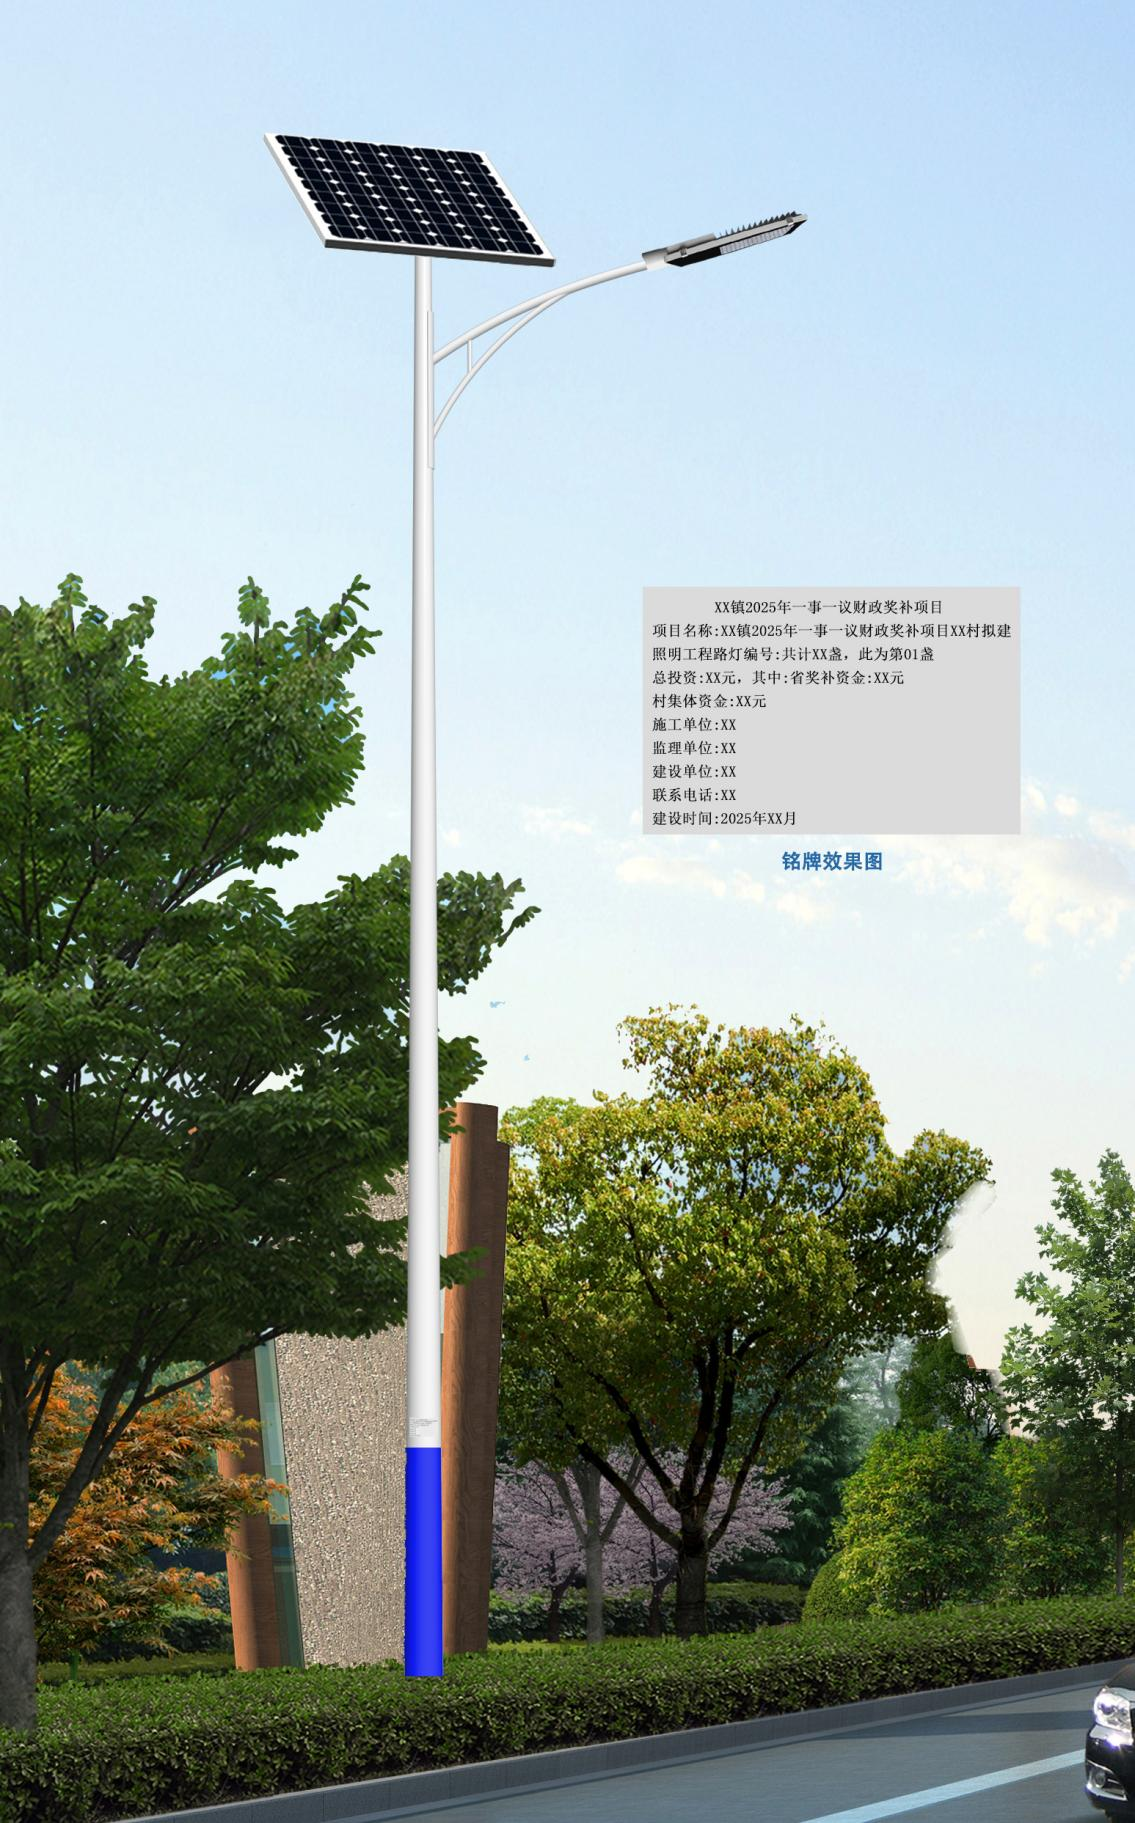 XX镇2025年一事一议财政奖补项目
项目名称:XX镇2025年一事一议财政奖补项目XX村拟建
照明工程路灯编号:共计XX盏，此为第01盏
总投资:XX元，其中:省奖补资金:XX元
村集体资金:XX元
施工单位:XX
监理单位:XX
建设单位:XX
联系电话:XX
建设时间:2025年XX月
铭牌效果图